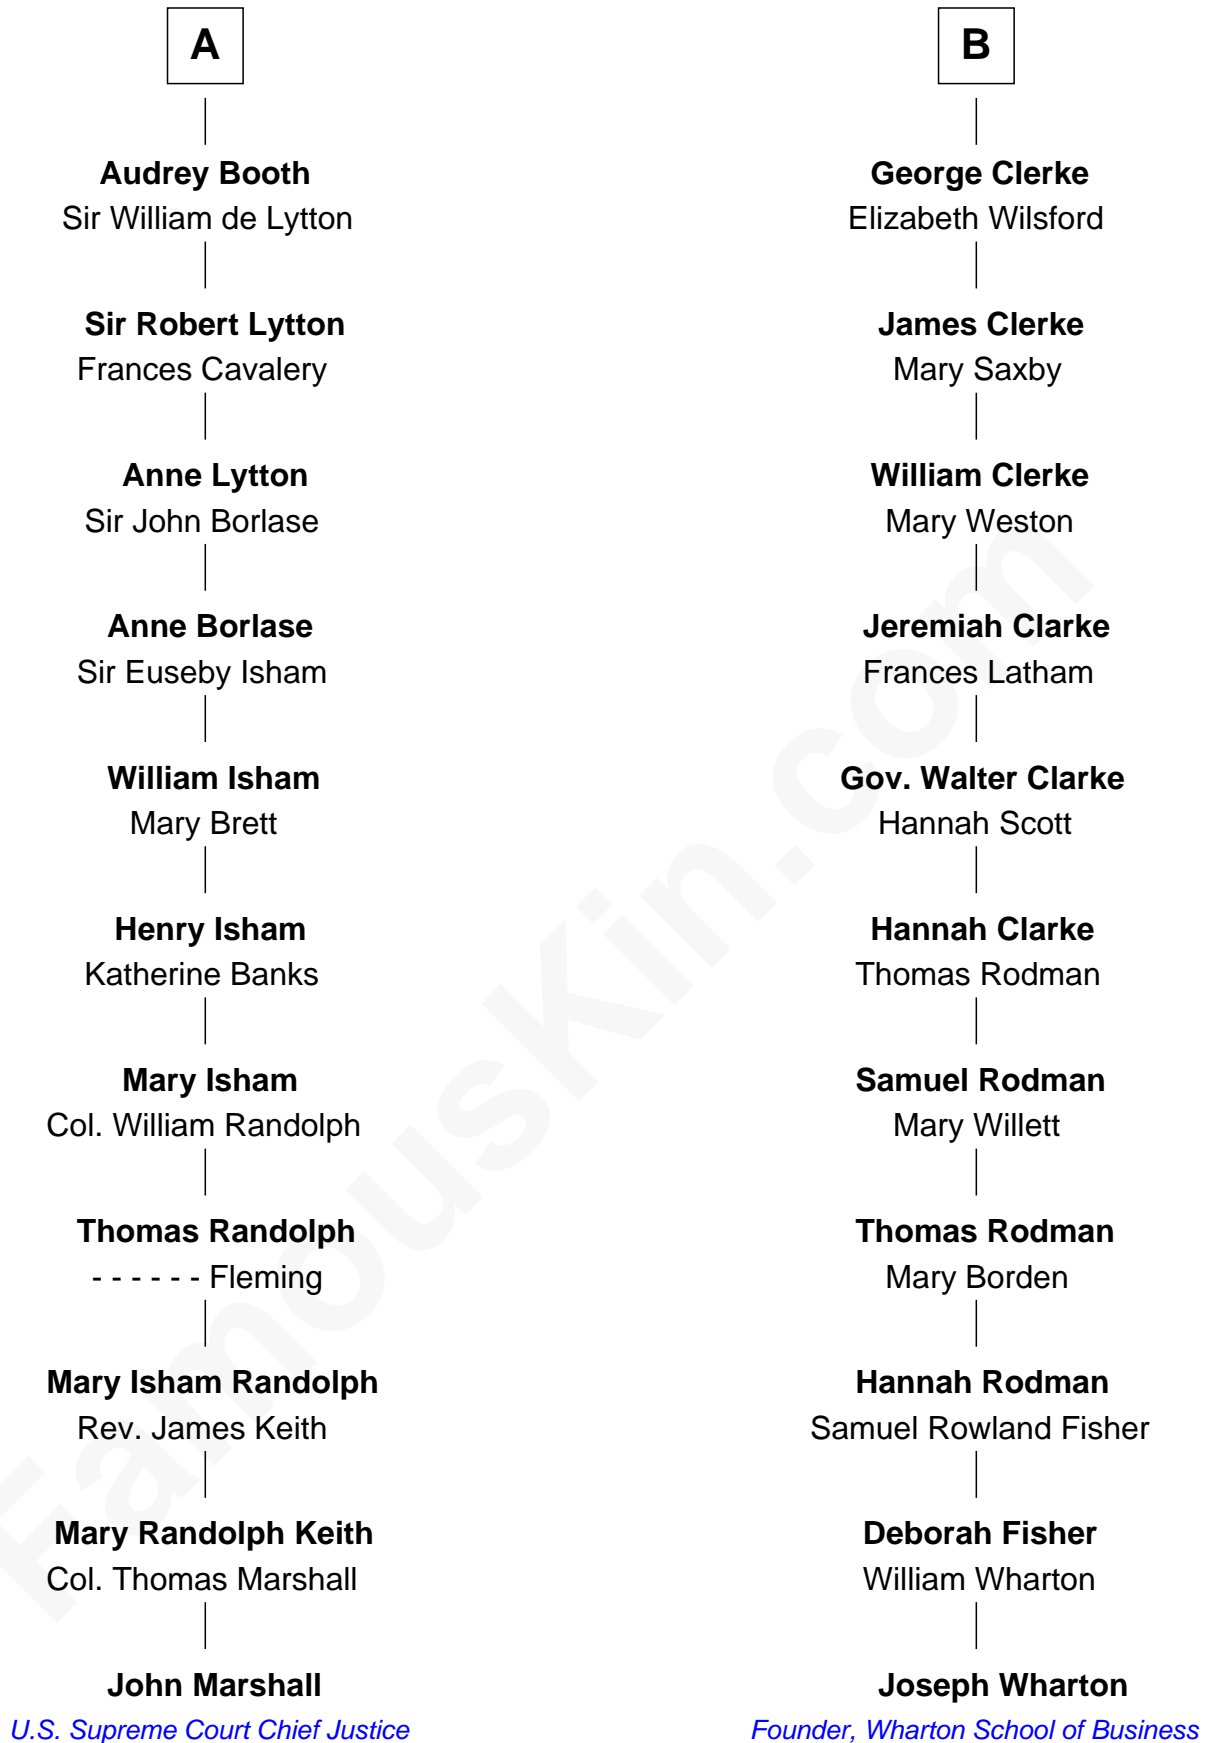 A
Audrey Booth
Sir William de Lytton
Sir Robert Lytton
Frances Cavalery
Anne Lytton
Sir John Borlase
Anne Borlase
Sir Euseby Isham
William Isham
Mary Brett
Henry Isham
Katherine Banks
Mary Isham
Col. William Randolph
Thomas Randolph
- - - - - - Fleming
Mary Isham Randolph
Rev. James Keith
Mary Randolph Keith
Col. Thomas Marshall
John Marshall
U.S. Supreme Court Chief Justice
B
George Clerke
Elizabeth Wilsford
James Clerke
Mary Saxby
William Clerke
Mary Weston
Jeremiah Clarke
Frances Latham
Gov. Walter Clarke
Hannah Scott
Hannah Clarke
Thomas Rodman
Samuel Rodman
Mary Willett
Thomas Rodman
Mary Borden
Hannah Rodman
Samuel Rowland Fisher
Deborah Fisher
William Wharton
Joseph Wharton
Founder, Wharton School of Business
FamousKin.com